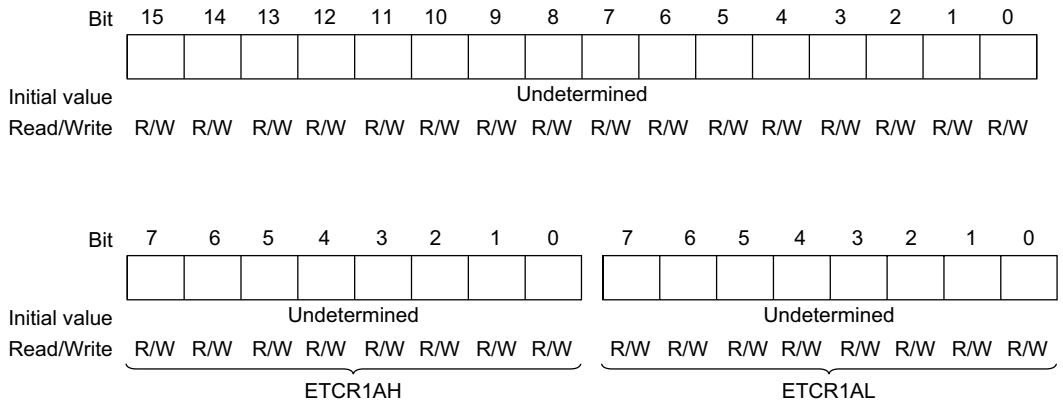 Bit 15 14 13 12 11 10 9 8 7 6 5 4 3 2 1 0
Initial value Undetermined
Read/Write R/W R/W R/W R/W R/W R/W R/W R/W R/W R/W R/W R/W R/W R/W R/W R/W
Bit 7 6 5 4 3 2 1 0 7 6 5 4 3 2 1 0
Initial value Undetermined Undetermined
Read/Write R/W R/W R/W R/W R/W R/W R/W R/W R/W R/W R/W R/W R/W R/W R/W R/W
ETCR1AH ETCR1AL